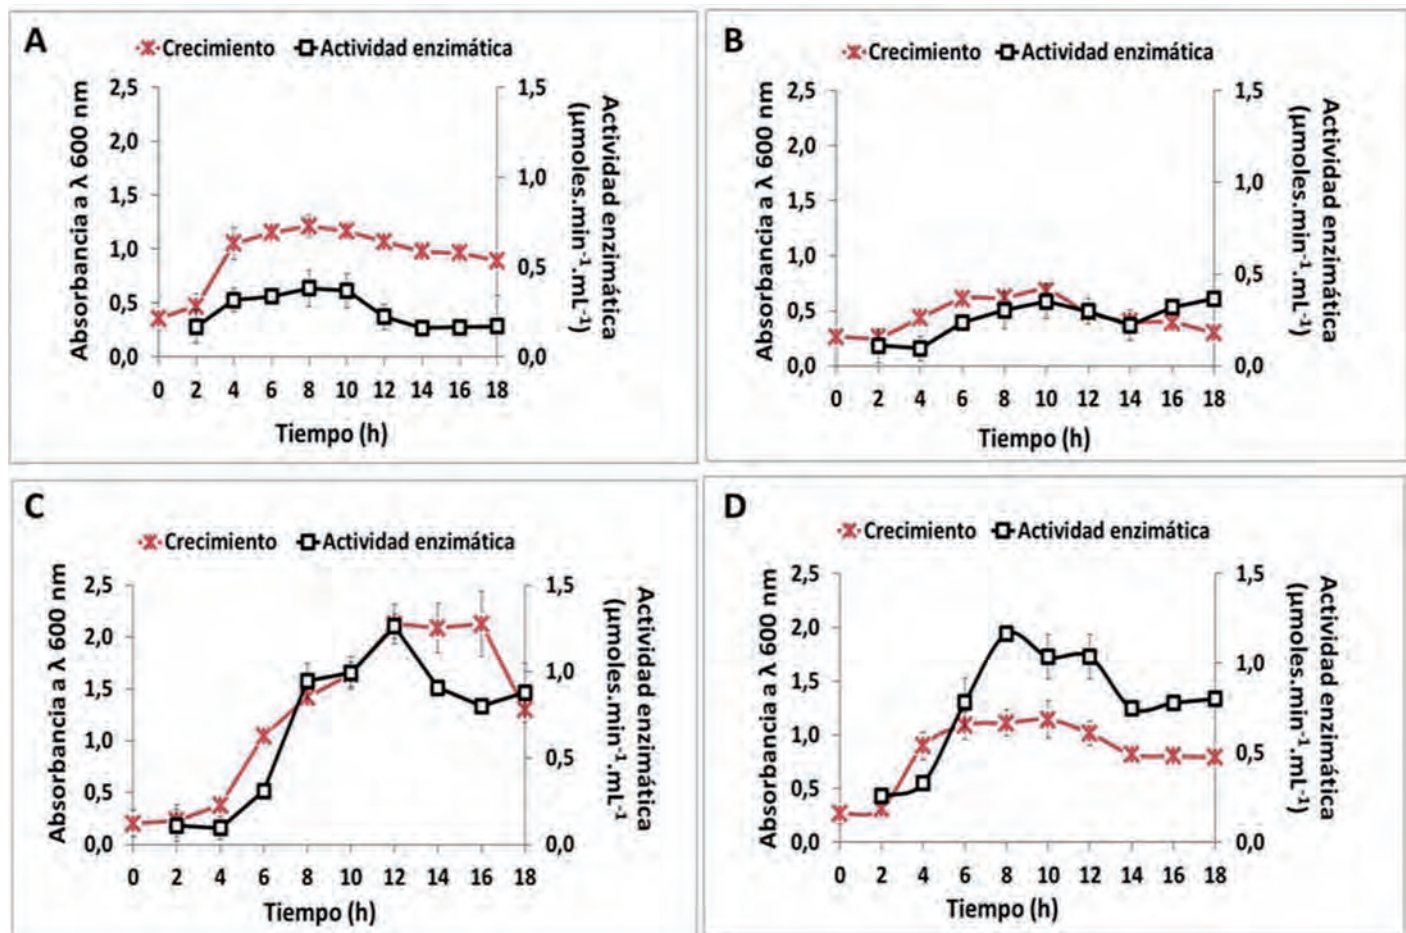 A
Crecimiento Actividad enzimática
Absorbancia a λ 600 nm
2,5
2,0
1,5
1,0
0,5
0,0
1,5
1,0
0,5
0,0
Actividad enzimática
(µmoles.min⁻¹.mL⁻¹)
0 2 4 6 8 10 12 14 16 18
Tiempo (h)
B
Crecimiento Actividad enzimática
Absorbancia a λ 600 nm
2,5
2,0
1,5
1,0
0,5
0,0
1,5
1,0
0,5
0,0
Actividad enzimática
(µmoles.min⁻¹.mL⁻¹)
0 2 4 6 8 10 12 14 16 18
Tiempo (h)
C
Crecimiento Actividad enzimática
Absorbancia a λ 600 nm
2,5
2,0
1,5
1,0
0,5
0,0
1,5
1,0
0,5
0,0
Actividad enzimática
(µmoles.min⁻¹.mL⁻¹
0 2 4 6 8 10 12 14 16 18
Tiempo (h)
D
Crecimiento Actividad enzimática
Absorbancia a λ 600 nm
2,5
2,0
1,5
1,0
0,5
0,0
1,5
1,0
0,5
0,0
Actividad enzimática
(µmoles.min⁻¹.mL⁻¹)
0 2 4 6 8 10 12 14 16 18
Tiempo (h)